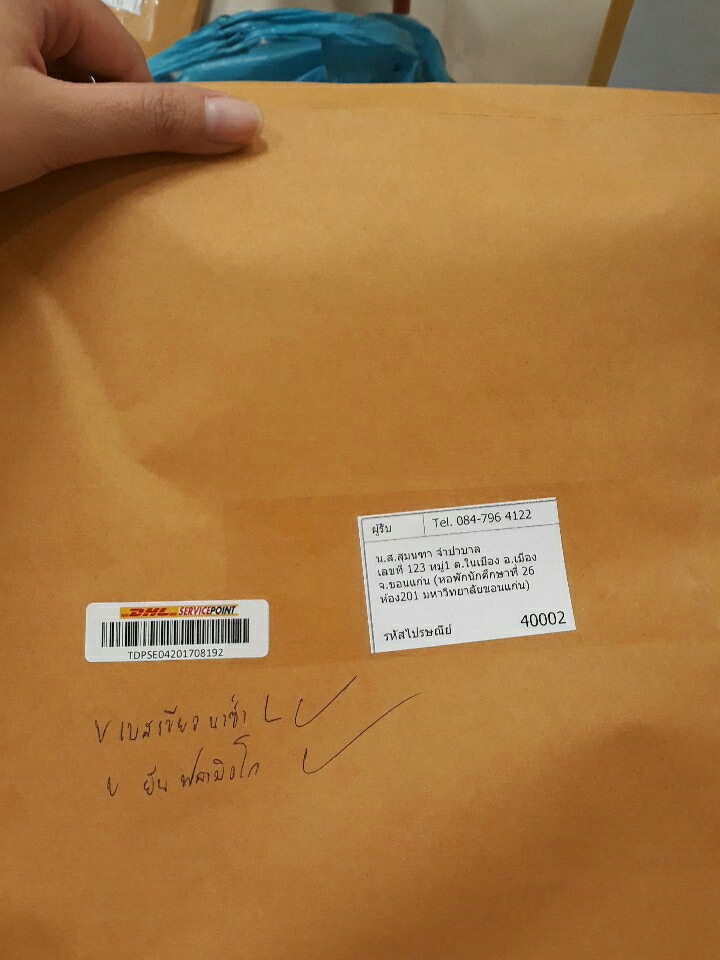 ผู้รับ Tel. 084-796 4122
น.ส.สุมนฑา จำปาบาล
เลขที่ 123 หมู่1 ต.ในเมือง อ.เมือง
จ.ขอนแก่น (หอพักนักศึกษาที่ 26
ห้อง201 มหาวิทยาลัยขอนแก่น)
รหัสไปรษณีย์ 40002
DHL SERVICEPOINT
TDPSE04201708192
เบสเขียว นาซ่า L
ยีน ฟลามิงโก